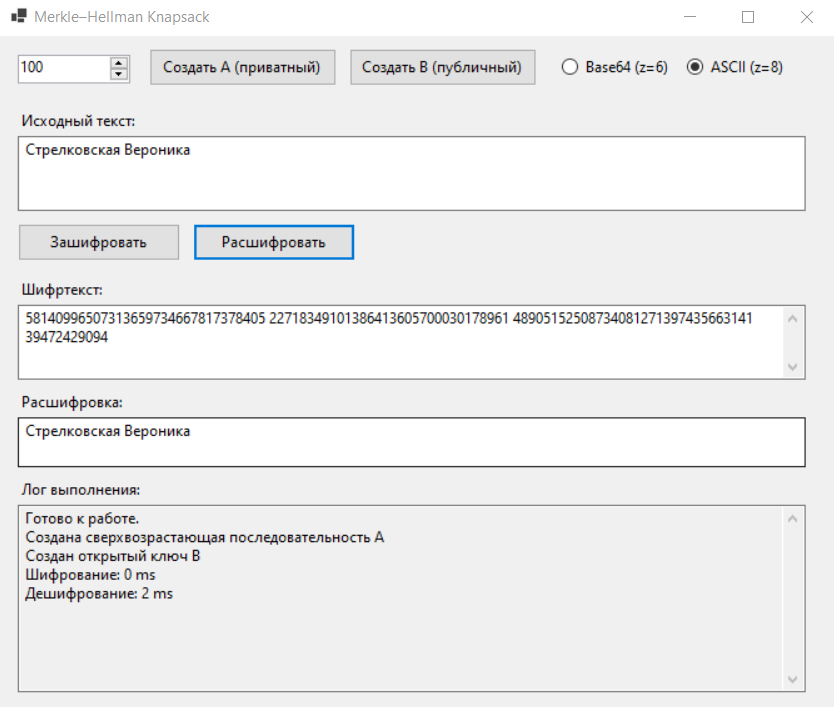 Merkle–Hellman Knapsack
100 Создать A (приватный) Создать B (публичный) Base64 (z=6) ASCII (z=8)
Исходный текст:
Стрелковская Вероника
Зашифровать Расшифровать
Шифртекст:
58140996507313659734667817378405 22718349101386413605700030178961 48905152508734081271397435663141
39472429094
Расшифровка:
Стрелковская Вероника
Лог выполнения:
Готово к работе.
Создана сверхвозрастающая последовательность A
Создан открытый ключ B
Шифрование: 0 ms
Дешифрование: 2 ms